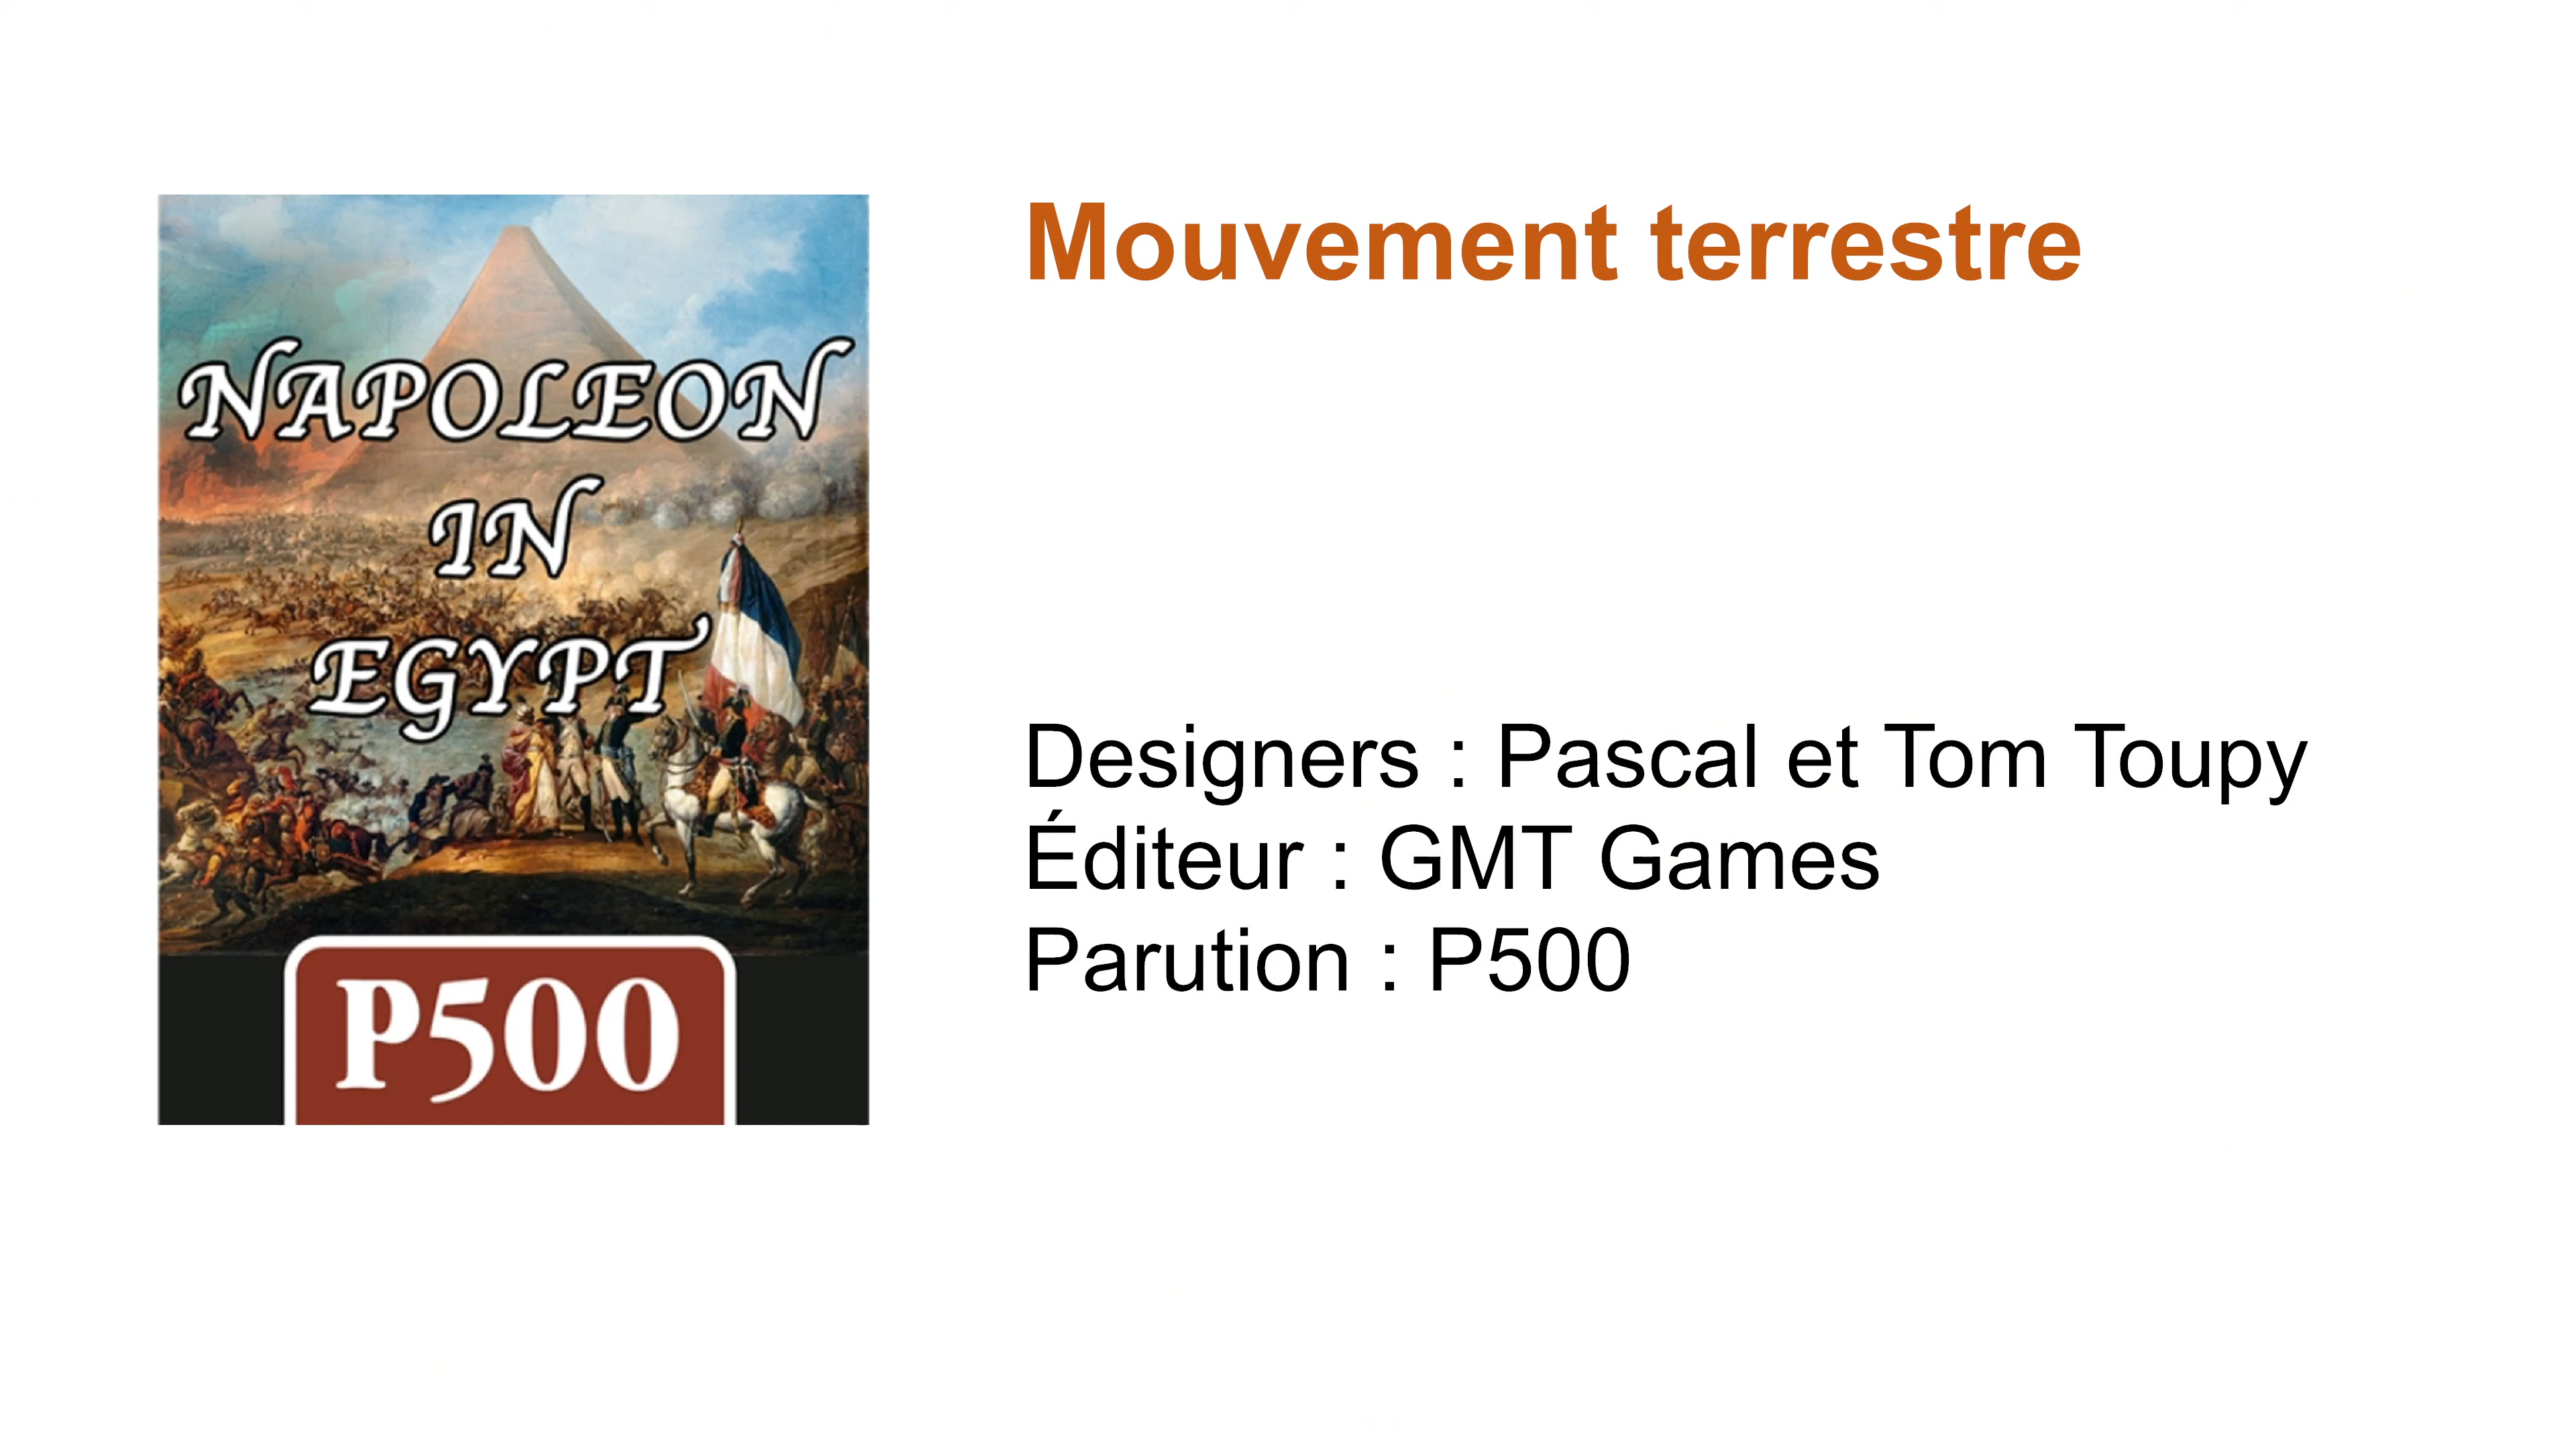 NAPOLEON
IN
EGYPT
P500
Mouvement terrestre
Designers : Pascal et Tom Toupy
Éditeur : GMT Games
Parution : P500